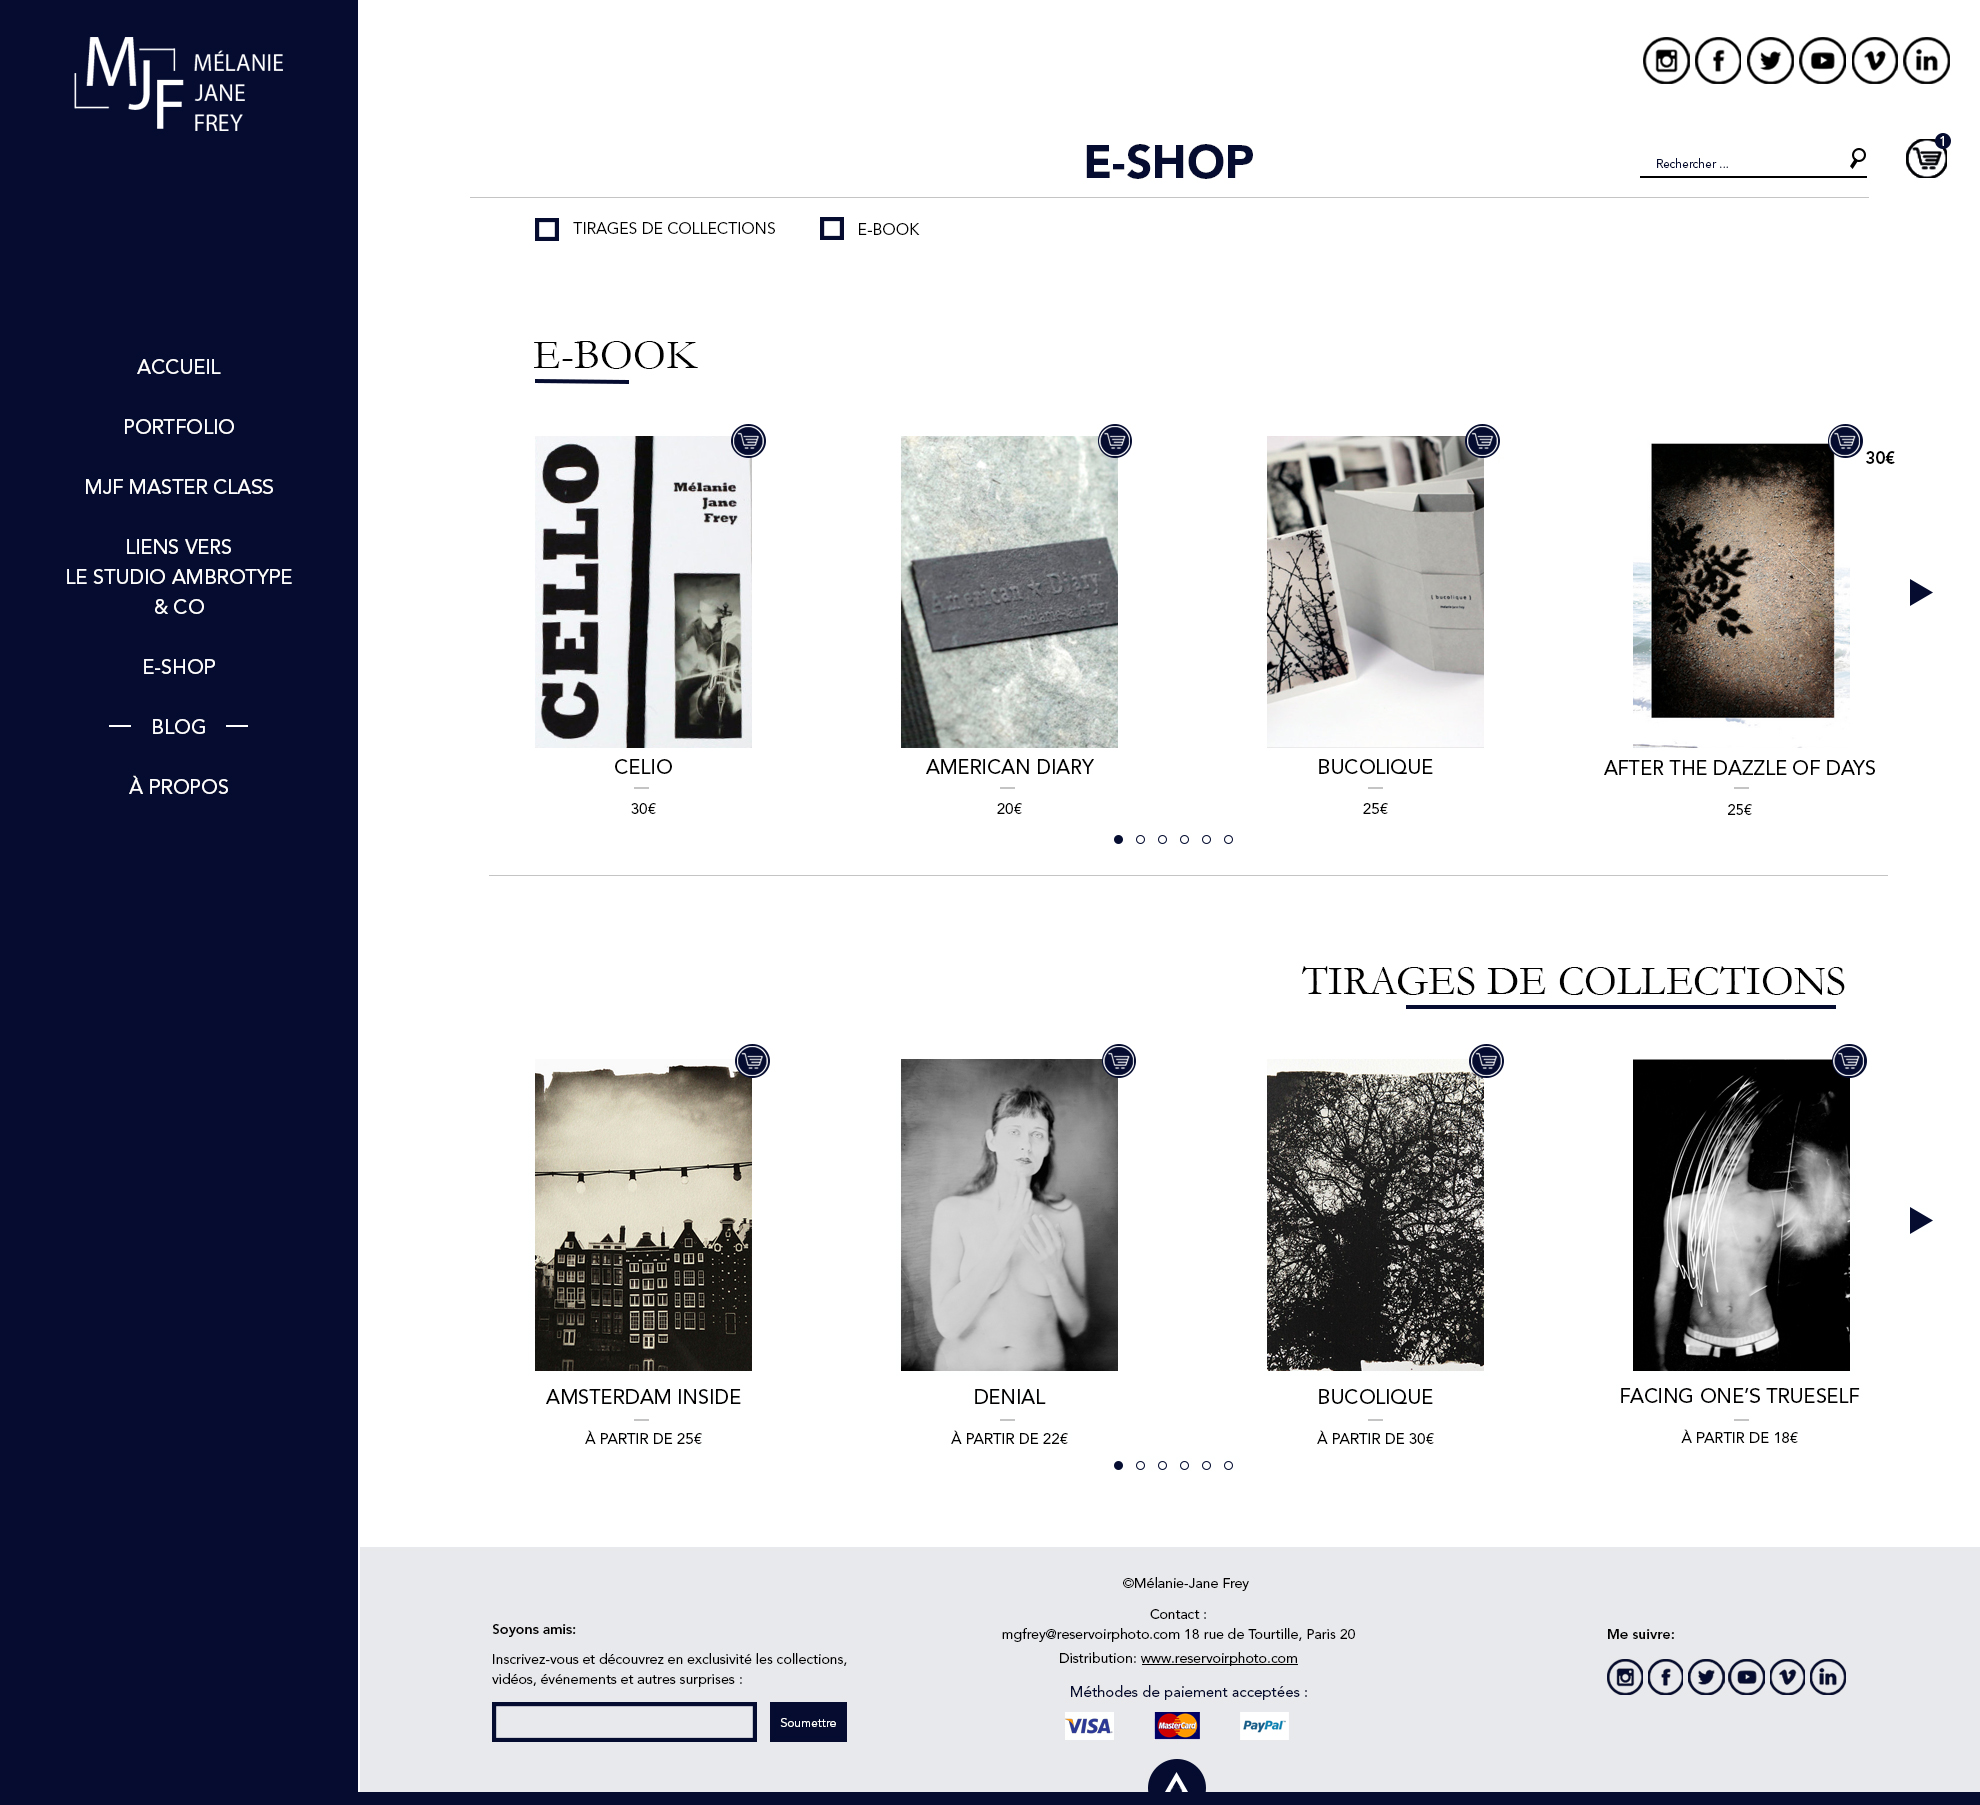 MJF MÉLANIE
JANE
FREY
ACCUEIL
PORTFOLIO
MJF MASTER CLASS
LIENS VERS
LE STUDIO AMBROTYPE
& CO
E-SHOP
BLOG
À PROPOS
E-SHOP
Rechercher ...
1
TIRAGES DE COLLECTIONS
E-BOOK
E-BOOK
CELLO
Mélanie
Jane
Frey
American ★ Diary
{ bucolique }
30€
CELIO
AMERICAN DIARY
BUCOLIQUE
AFTER THE DAZZLE OF DAYS
30€
20€
25€
25€
TIRAGES DE COLLECTIONS
AMSTERDAM INSIDE
DENIAL
BUCOLIQUE
FACING ONE'S TRUESELF
À PARTIR DE 25€
À PARTIR DE 22€
À PARTIR DE 30€
À PARTIR DE 18€
©Mélanie-Jane Frey
Contact :
mgfrey@reservoirphoto.com 18 rue de Tourtille, Paris 20
Distribution: www.reservoirphoto.com
Méthodes de paiement acceptées :
VISA
MasterCard
PayPal
Soyons amis:
Inscrivez-vous et découvrez en exclusivité les collections,
vidéos, événements et autres surprises :
Soumettre
Me suivre: